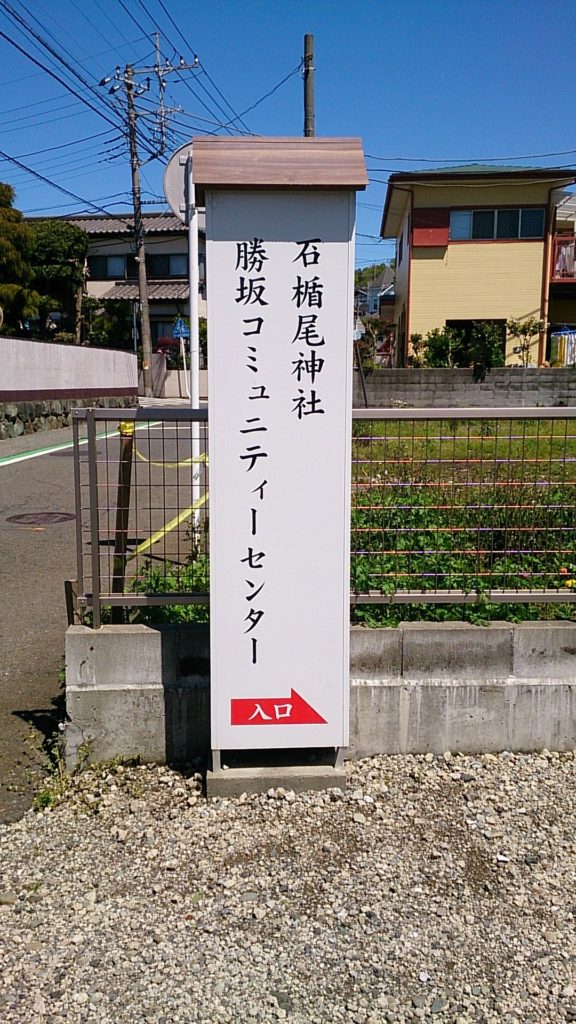 石楯尾神社
勝坂コミュニティーセンター
入口